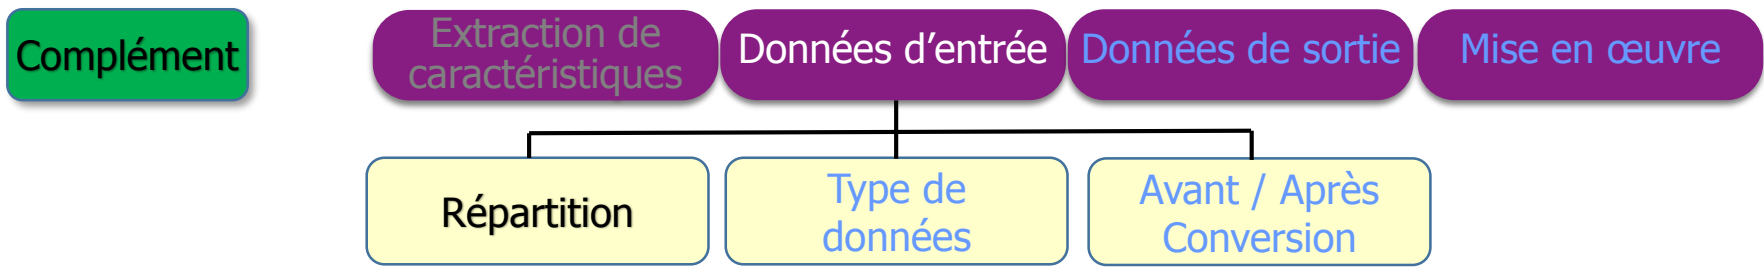 Complément
Extraction de
caractéristiques
Données d’entrée
Données de sortie
Mise en œuvre
Répartition
Type de
données
Avant / Après
Conversion